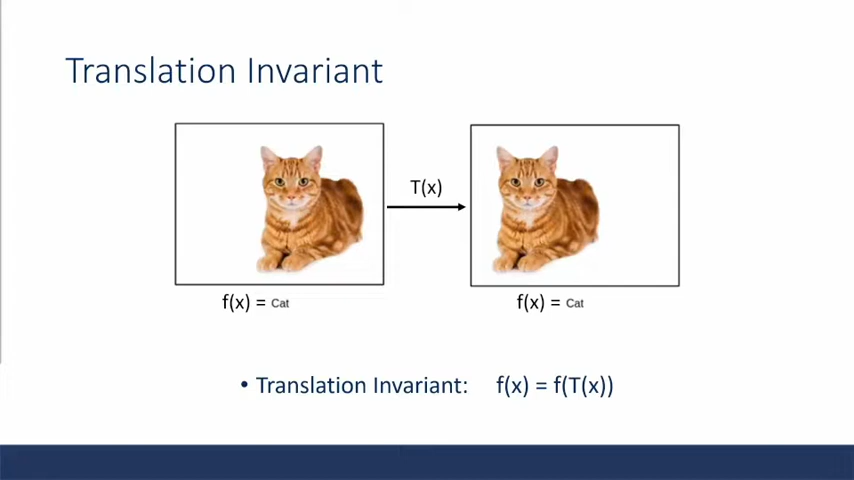 Translation Invariant
T(x)
f(x) = Cat
f(x) = Cat
• Translation Invariant: f(x) = f(T(x))